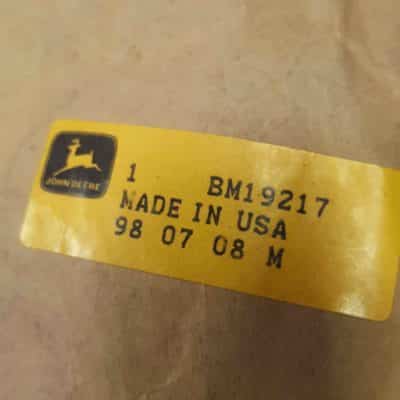 JOHN DEERE
1 BM19217
MADE IN USA
98 07 08 M